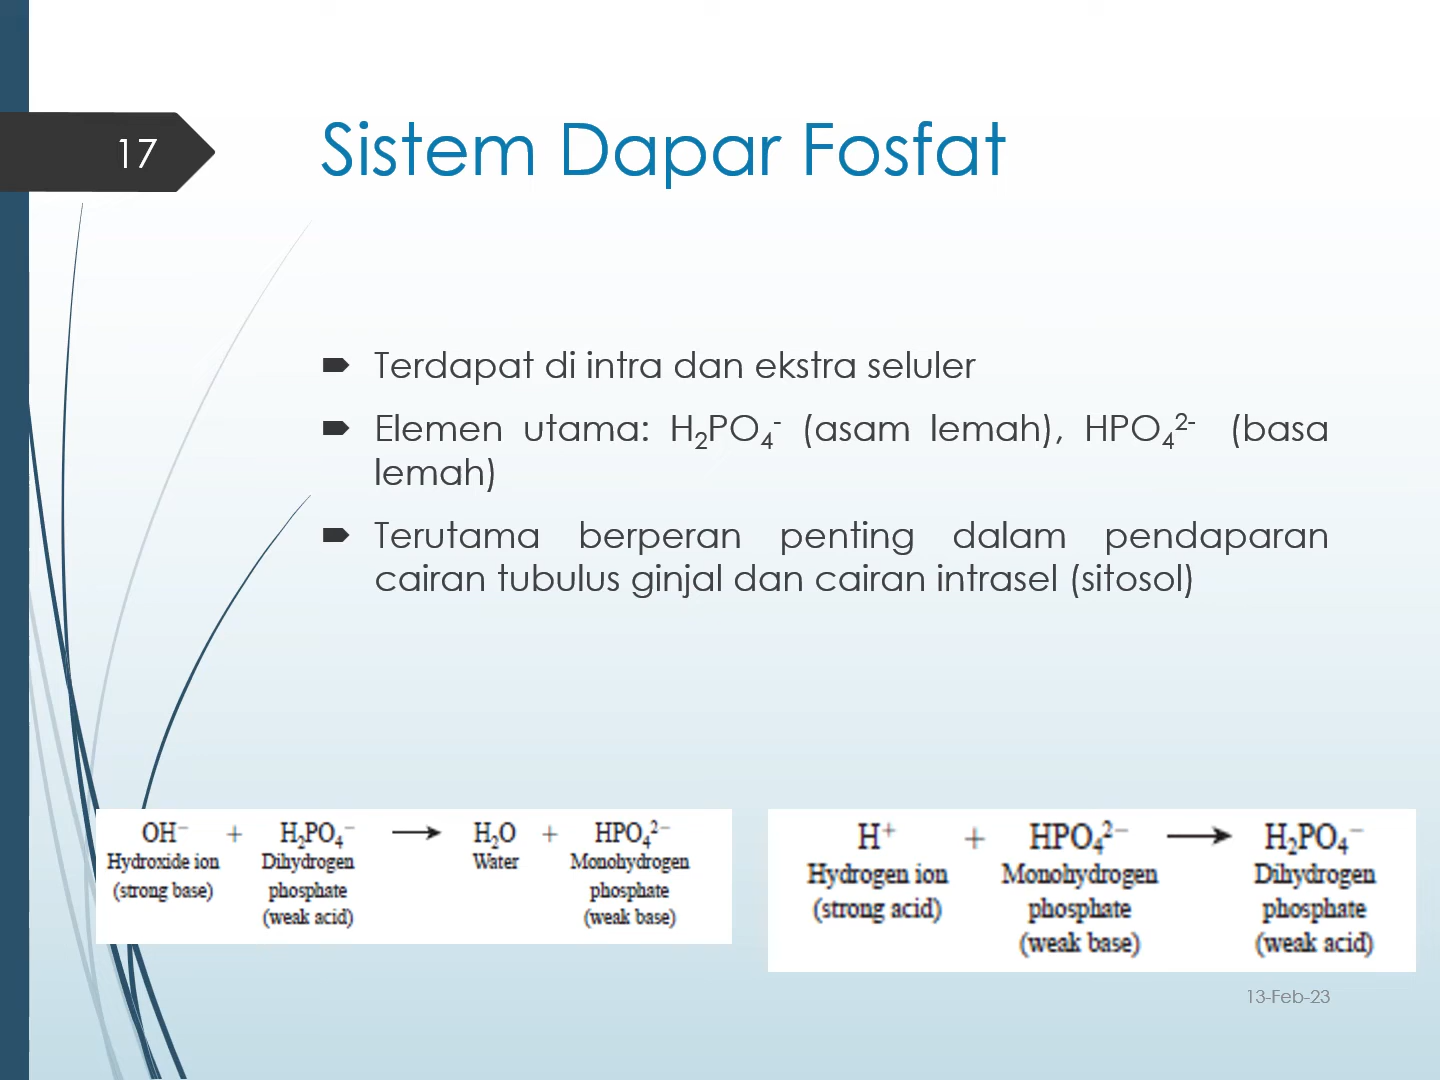 17
Sistem Dapar Fosfat
Terdapat di intra dan ekstra seluler
Elemen utama: H₂PO₄⁻ (asam lemah), HPO₄²⁻ (basa
lemah)
Terutama berperan penting dalam pendaparan
cairan tubulus ginjal dan cairan intrasel (sitosol)
OH⁻ + H₂PO₄⁻ → H₂O + HPO₄²⁻
Hydroxide ion Dihydrogen Water Monohydrogen
(strong base) phosphate phosphate
(weak acid) (weak base)
H⁺ + HPO₄²⁻ → H₂PO₄⁻
Hydrogen ion Monohydrogen Dihydrogen
(strong acid) phosphate phosphate
(weak base) (weak acid)
13-Feb-23